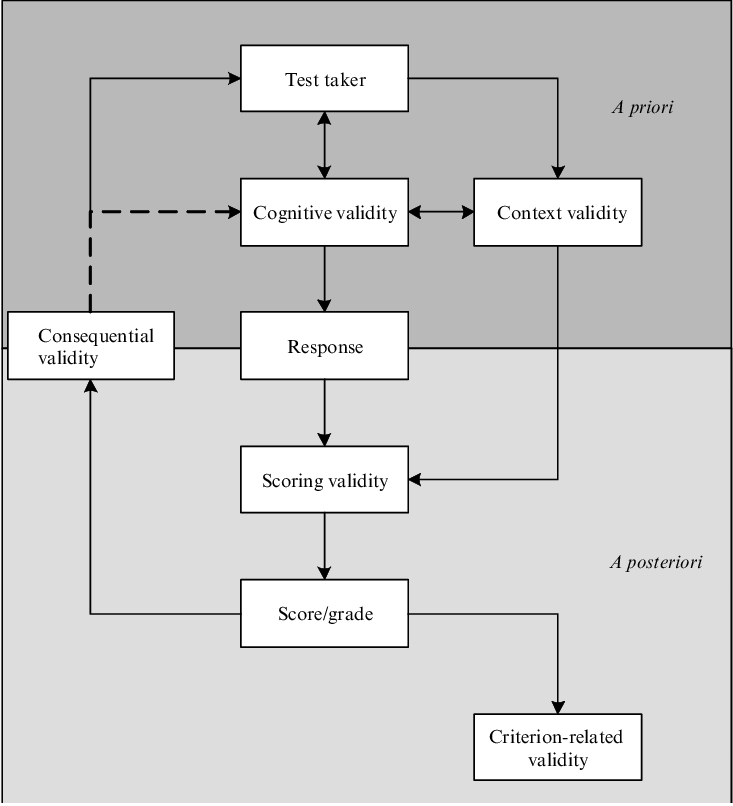 Test taker
A priori
Cognitive validity
Context validity
Consequential
validity
Response
Scoring validity
A posteriori
Score/grade
Criterion-related
validity